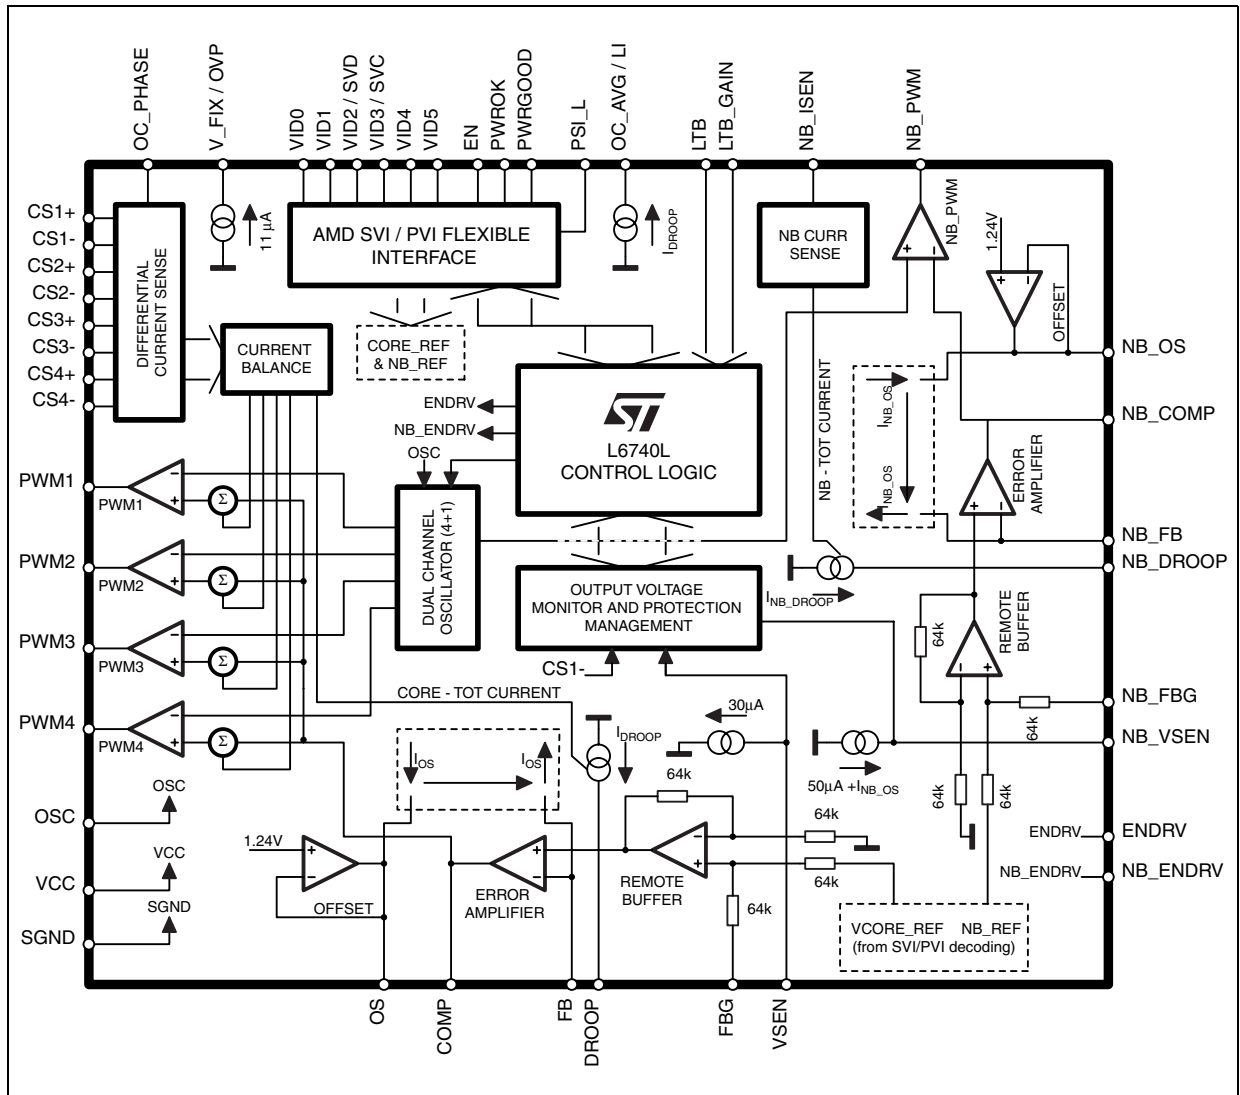 OC_PHASE
V_FIX / OVP
VID0
VID1
VID2 / SVD
VID3 / SVC
VID4
VID5
EN
PWROK
PWRGOOD
PSI_L
OC_AVG / LI
LTB
LTB_GAIN
NB_ISEN
NB_PWM
CS1+
CS1-
CS2+
CS2-
CS3+
CS3-
CS4+
CS4-
DIFFERENTIAL
CURRENT SENSE
11 µA
AMD SVI / PVI FLEXIBLE
INTERFACE
IDROOP
NB CURR
SENSE
NB_PWM
+
-
1.24V
+
-
OFFSET
CURRENT
BALANCE
CORE_REF
& NB_REF
ENDRV
NB_ENDRV
OSC
ST
L6740L
CONTROL LOGIC
NB - TOT CURRENT
INB_OS
INB_OS
NB_OS
NB_COMP
ERROR
AMPLIFIER
+
-
NB_FB
NB_DROOP
PWM1
-
+
PWM1
Σ
PWM2
-
+
PWM2
Σ
PWM3
-
+
PWM3
Σ
PWM4
-
+
PWM4
Σ
DUAL CHANNEL
OSCILLATOR (4+1)
OUTPUT VOLTAGE
MONITOR AND PROTECTION
MANAGEMENT
CS1-
INB_DROOP
64k
REMOTE
BUFFER
-
+
NB_FBG
64k
NB_VSEN
CORE - TOT CURRENT
30µA
IDROOP
IOS
IOS
50µA +INB_OS
64k
64k
OSC
OSC
VCC
VCC
SGND
SGND
1.24V
+
-
OFFSET
+
-
ERROR
AMPLIFIER
64k
-
+
REMOTE
BUFFER
64k
64k
64k
ENDRV
ENDRV
NB_ENDRV
NB_ENDRV
VCORE_REF NB_REF
(from SVI/PVI decoding)
OS
COMP
FB
DROOP
FBG
VSEN